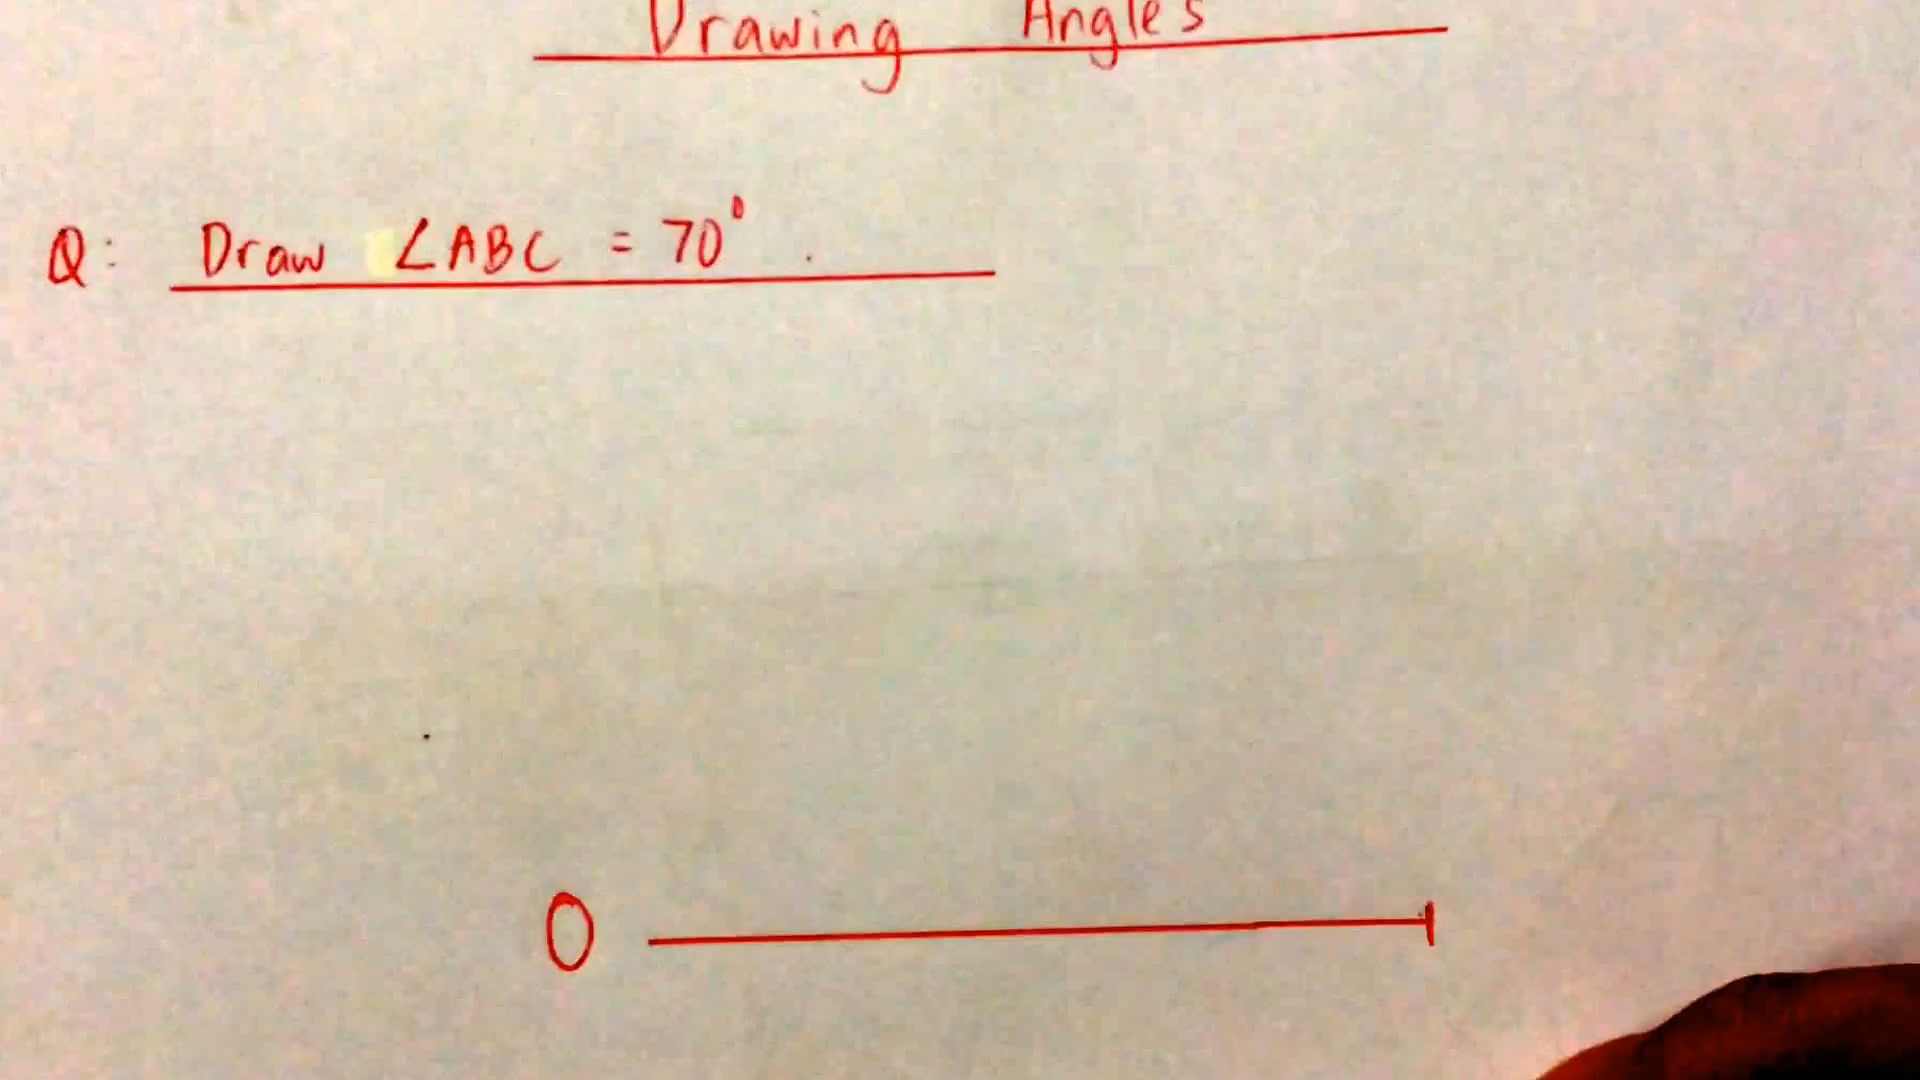 Drawing Angles
Q: Draw ∠ABC = 70° .
O